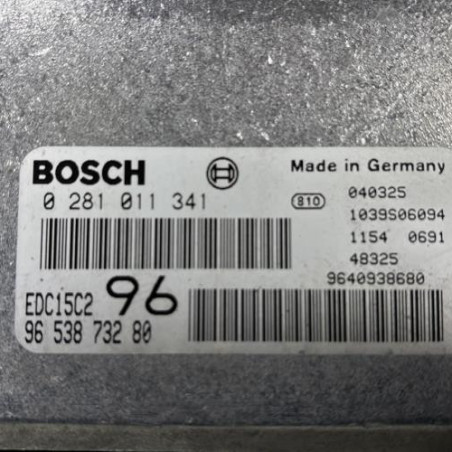 BOSCH
Made in Germany
0 281 011 341
810
040325
1039S06094
1154 0691
48325
9640938680
EDC15C2 96
96 538 732 80